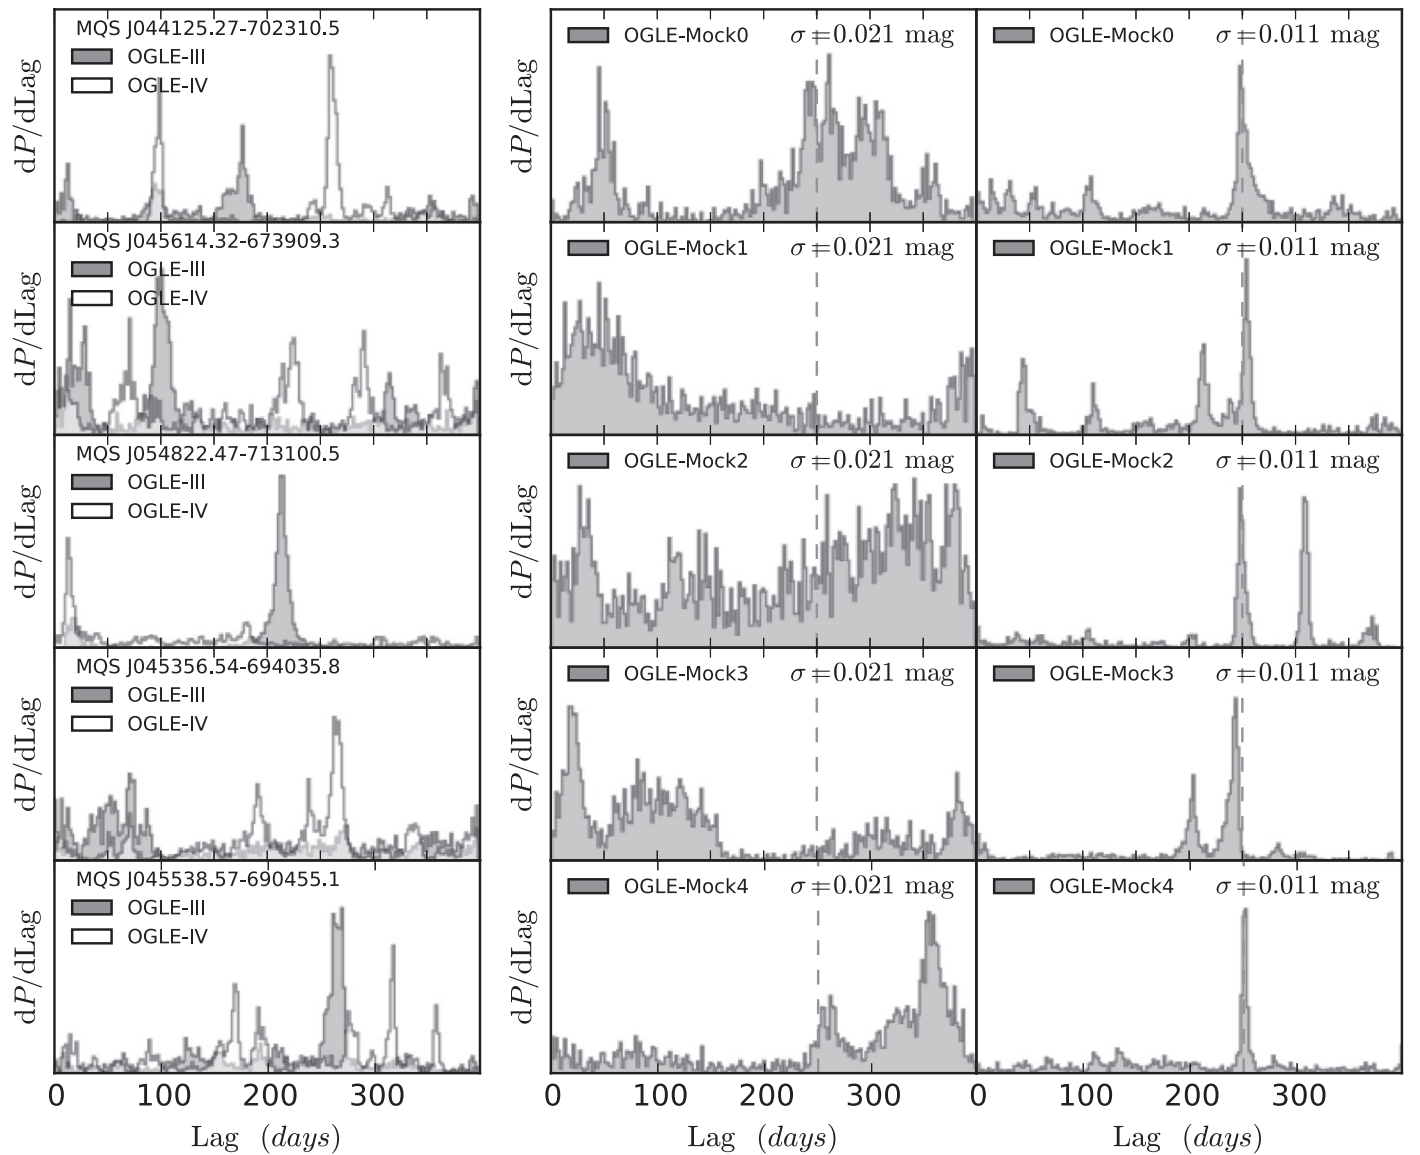 MQS J044125.27-702310.5
OGLE-III
OGLE-IV
dP/dLag
OGLE-Mock0 σ=0.021 mag
dP/dLag
OGLE-Mock0 σ=0.011 mag
MQS J045614.32-673909.3
OGLE-III
OGLE-IV
dP/dLag
OGLE-Mock1 σ=0.021 mag
dP/dLag
OGLE-Mock1 σ=0.011 mag
MQS J054822.47-713100.5
OGLE-III
OGLE-IV
dP/dLag
OGLE-Mock2 σ=0.021 mag
dP/dLag
OGLE-Mock2 σ=0.011 mag
MQS J045356.54-694035.8
OGLE-III
OGLE-IV
dP/dLag
OGLE-Mock3 σ=0.021 mag
dP/dLag
OGLE-Mock3 σ=0.011 mag
MQS J045538.57-690455.1
OGLE-III
OGLE-IV
dP/dLag
OGLE-Mock4 σ=0.021 mag
dP/dLag
OGLE-Mock4 σ=0.011 mag
0 100 200 300
0 100 200 300
0 100 200 300
Lag (days)
Lag (days)
Lag (days)